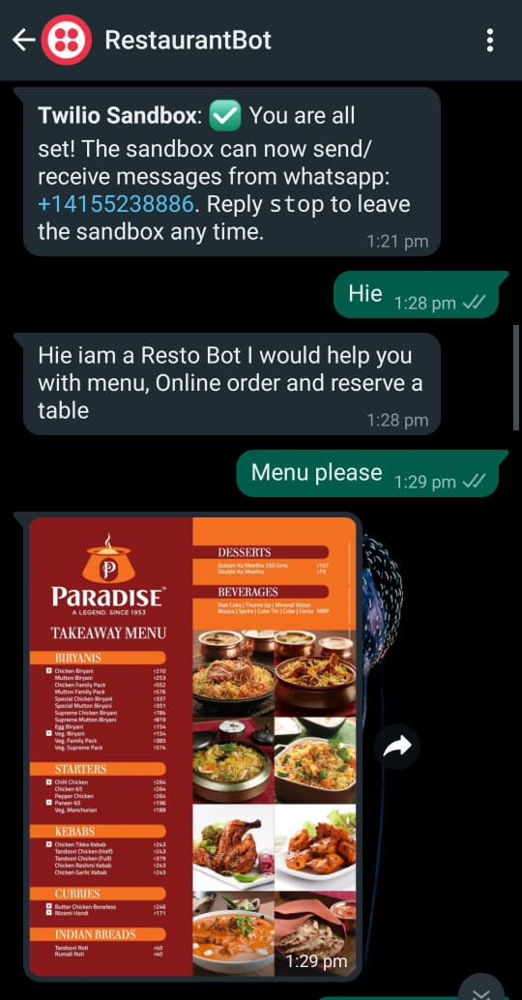 RestaurantBot
Twilio Sandbox: ✅ You are all
set! The sandbox can now send/
receive messages from whatsapp:
+14155238886. Reply stop to leave
the sandbox any time.
1:21 pm
Hie
1:28 pm
Hie iam a Resto Bot I would help you
with menu, Online order and reserve a
table
1:28 pm
Menu please
1:29 pm
P
PARADISE
A LEGEND. SINCE 1953
TAKEAWAY MENU
BIRYANIS
Chicken Biryani ₹210
Mutton Biryani ₹253
Chicken Family Pack ₹552
Mutton Family Pack ₹576
Special Chicken Biryani ₹337
Special Mutton Biryani ₹351
Supreme Chicken Biryani ₹784
Supreme Mutton Biryani ₹819
Egg Biryani ₹154
Veg. Biryani ₹154
Veg. Family Pack ₹383
Veg. Supreme Pack ₹574
STARTERS
Chilli Chicken ₹264
Chicken 65 ₹264
Pepper Chicken ₹264
Paneer 65 ₹196
Veg. Manchurian ₹189
KEBABS
Chicken Tikka Kebab ₹243
Tandoori Chicken (Half) ₹243
Tandoori Chicken (Full) ₹379
Chicken Reshmi Kebab ₹243
Chicken Garlic Kebab ₹243
CURRIES
Butter Chicken Boneless ₹246
Nizami Handi ₹171
INDIAN BREADS
Tandoori Roti ₹40
Rumali Roti ₹40
DESSERTS
Qubani Ka Meetha 250 Gms ₹107
Double Ka Meetha ₹73
BEVERAGES
Diet Coke | Thums Up | Mineral Water
Maaza | Sprite | Coke Tin | Coke | Fanta MRP
1:29 pm